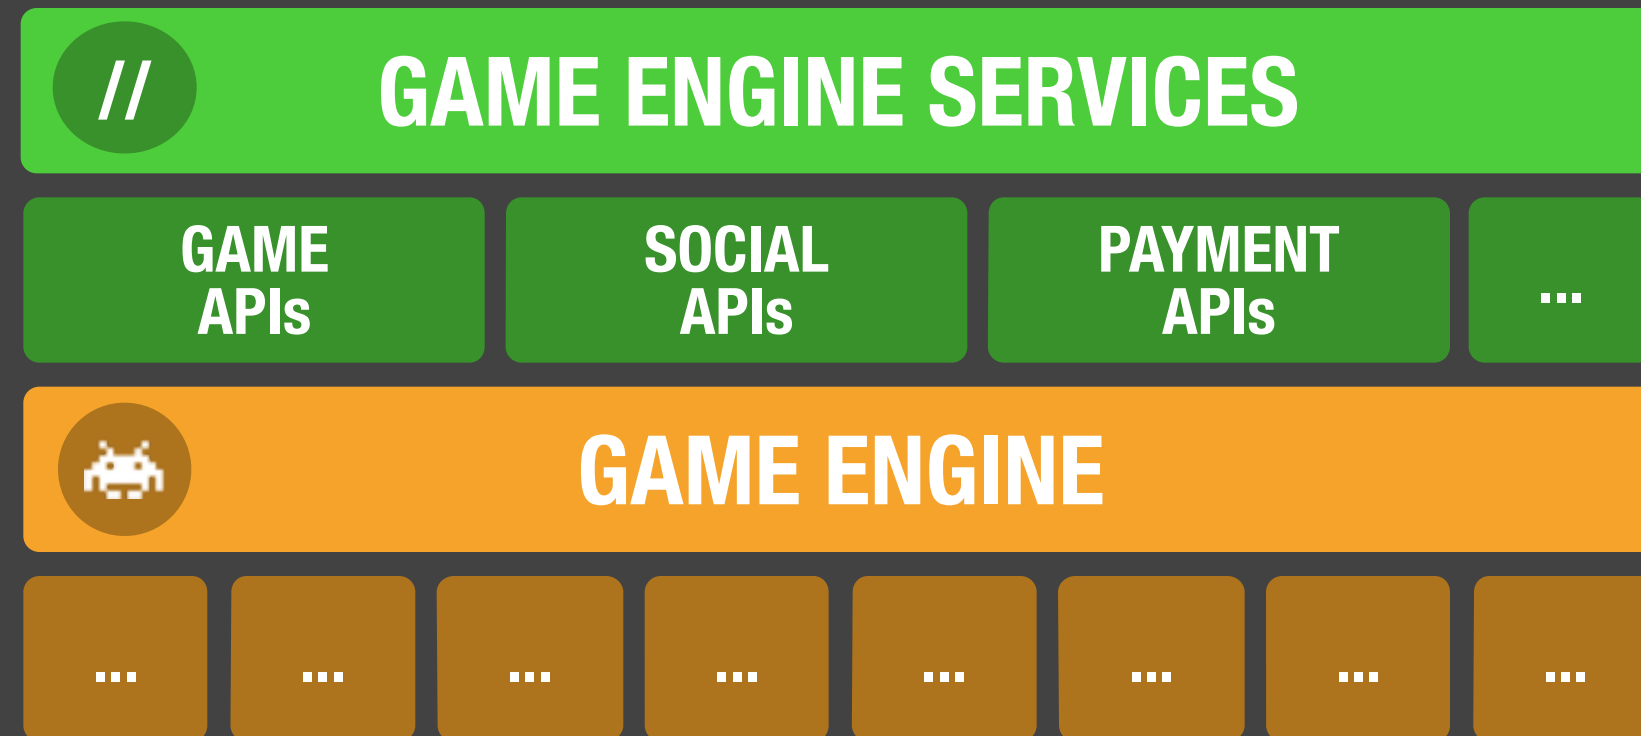 //
GAME ENGINE SERVICES
GAME
APIs
SOCIAL
APIs
PAYMENT
APIs
...
GAME ENGINE
... ... ... ... ... ... ... ...